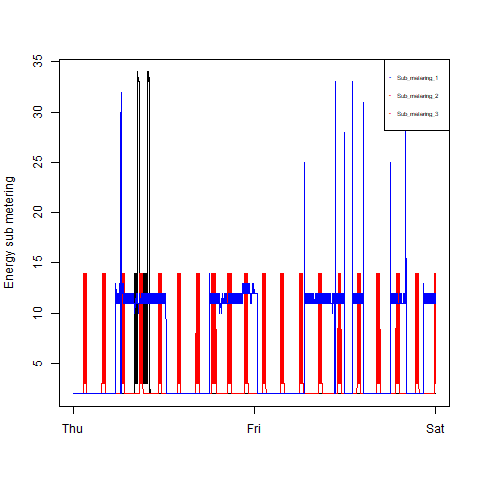 Energy sub metering
35
30
25
20
15
10
5
Thu
Fri
Sat
Sub_metering_1
Sub_metering_2
Sub_metering_3